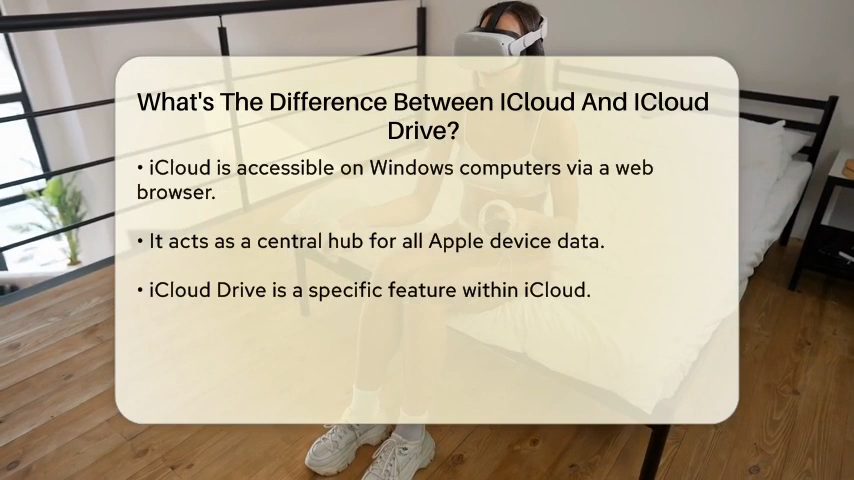 What's The Difference Between ICloud And ICloud
Drive?
• iCloud is accessible on Windows computers via a web
browser.
• It acts as a central hub for all Apple device data.
• iCloud Drive is a specific feature within iCloud.